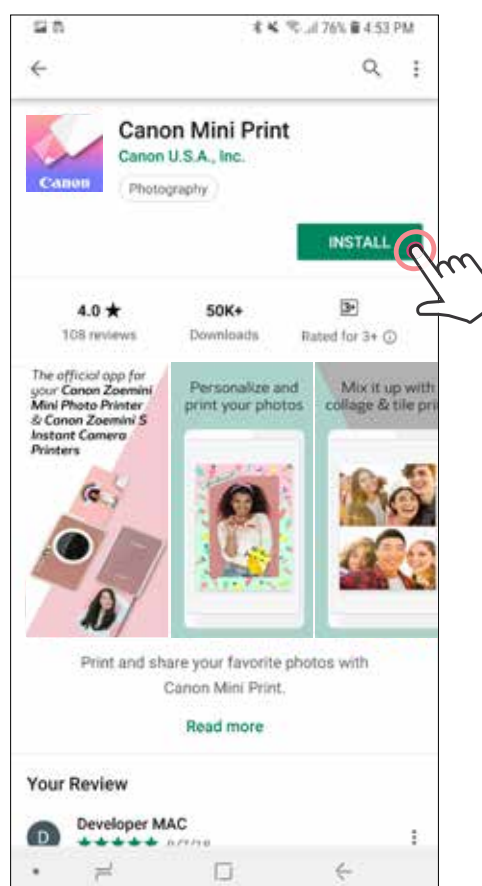 76% 4:53 PM
Canon Mini Print
Canon U.S.A., Inc.
Canon
Photography
INSTALL
4.0 ★ 50K+ 3+
108 reviews Downloads Rated for 3+
The official app for
your Canon Zoemini
Mini Photo Printer
& Canon Zoemini S
Instant Camera
Printers
Personalize and
print your photos
Mix it up with
collage & tile pri
Print and share your favorite photos with
Canon Mini Print.
Read more
Your Review
D
Developer MAC